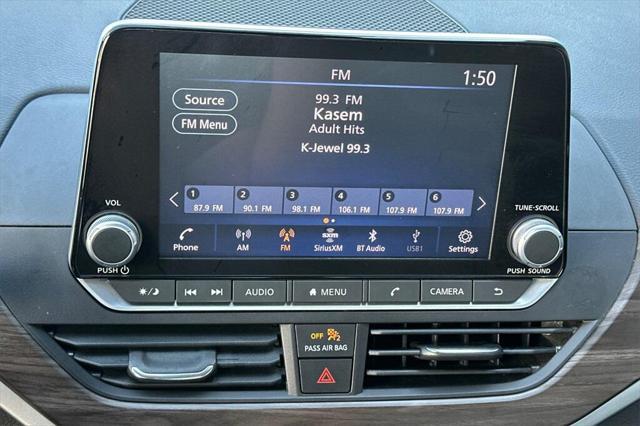 FM
1:50
Source
99.3 FM
Kasem
FM Menu
Adult Hits
K-Jewel 99.3
1 2 3 4 5 6
87.9 FM 90.1 FM 98.1 FM 106.1 FM 107.9 FM 107.9 FM
VOL
TUNE·SCROLL
Phone AM FM SiriusXM BT Audio USB1 Settings
PUSH
PUSH SOUND
AUDIO MENU CAMERA
OFF 2
PASS AIR BAG